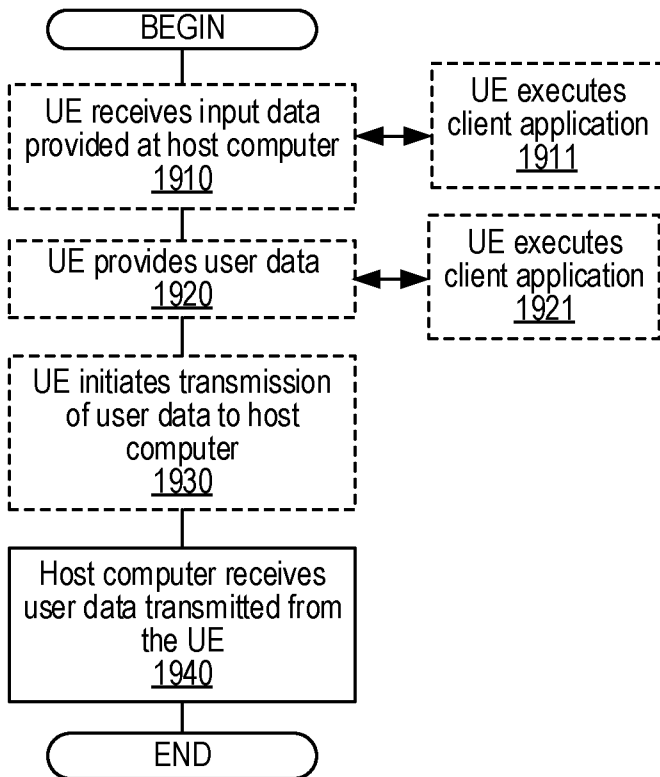 BEGIN
UE receives input data
provided at host computer
1910
UE executes
client application
1911
UE provides user data
1920
UE executes
client application
1921
UE initiates transmission
of user data to host
computer
1930
Host computer receives
user data transmitted from
the UE
1940
END